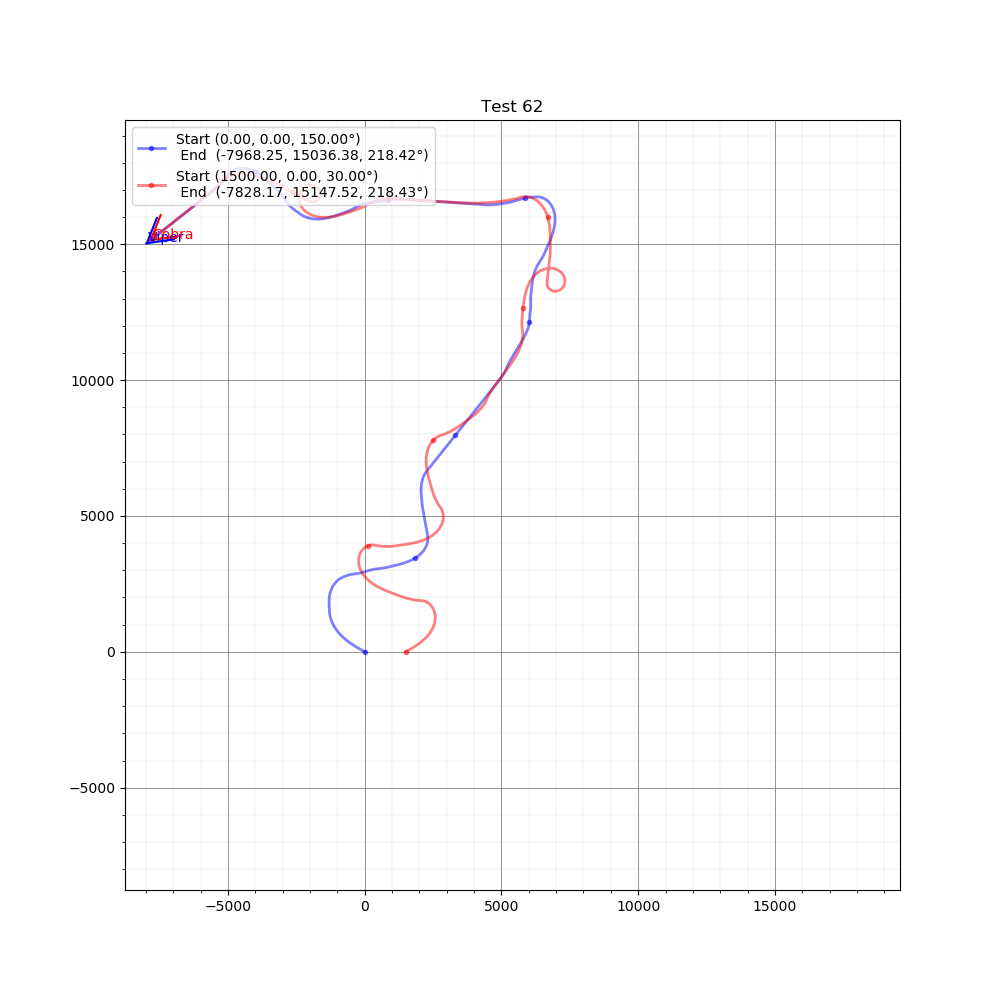 Test 62
Start (0.00, 0.00, 150.00°)
End (-7968.25, 15036.38, 218.42°)
Start (1500.00, 0.00, 30.00°)
End (-7828.17, 15147.52, 218.43°)
15000
10000
5000
0
−5000
−5000
0
5000
10000
15000